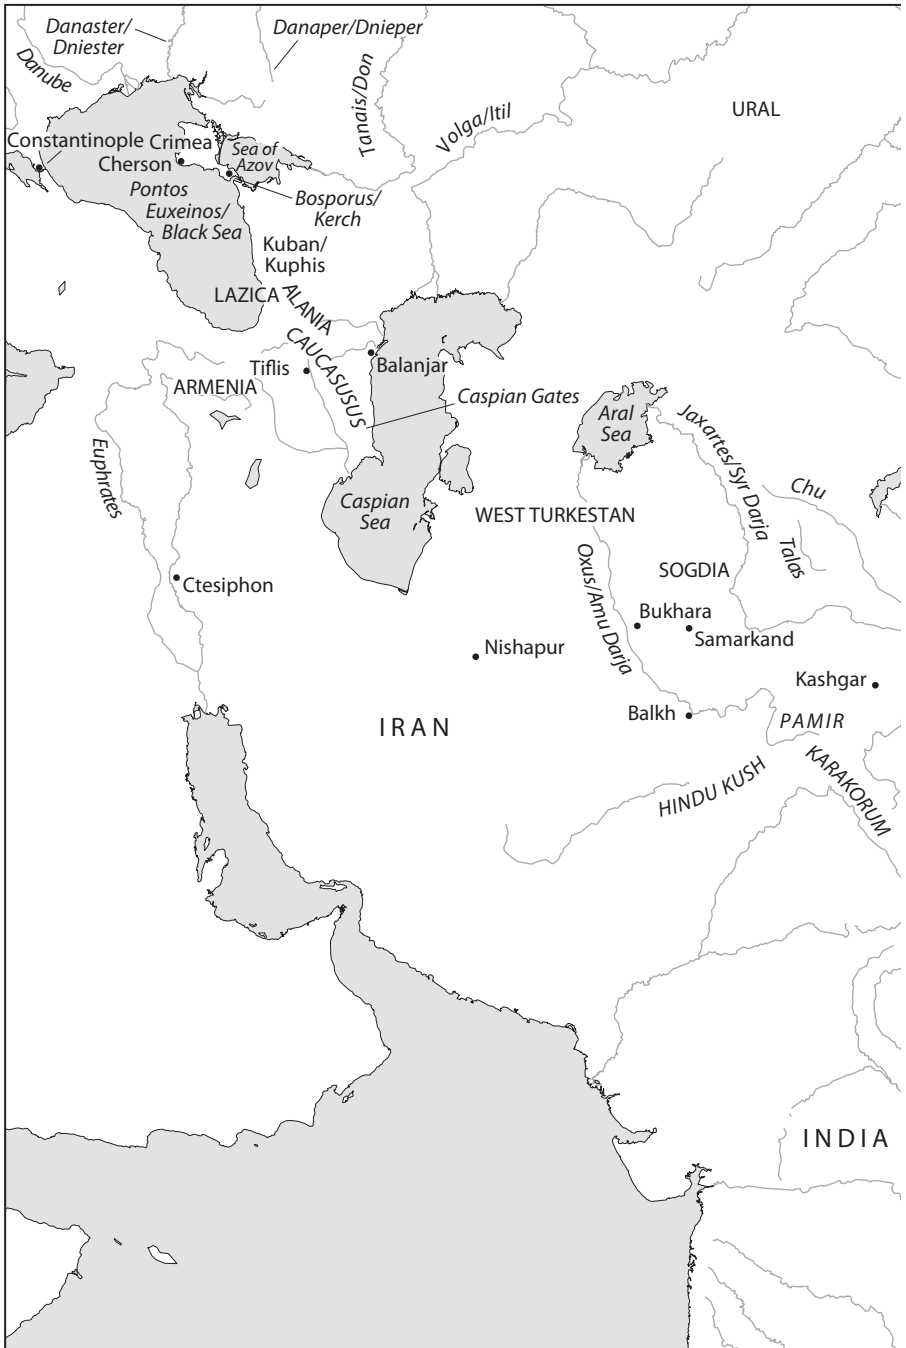 Danaster/
Dniester
Danaper/Dnieper
Danube
Tanais/Don
Volga/Itil
URAL
Constantinople
Crimea
Cherson
Sea of
Azov
Pontos
Euxeinos/
Black Sea
Bosporus/
Kerch
Kuban/
Kuphis
LAZICA
ALANIA
CAUCASUSUS
Tiflis
Balanjar
ARMENIA
Caspian Gates
Aral
Sea
Jaxartes/Syr Darja
Euphrates
Chu
Caspian
Sea
WEST TURKESTAN
Talas
Oxus/Amu Darja
SOGDIA
Ctesiphon
Bukhara
Samarkand
Nishapur
Kashgar
Balkh
PAMIR
IRAN
HINDU KUSH
KARAKORUM
INDIA